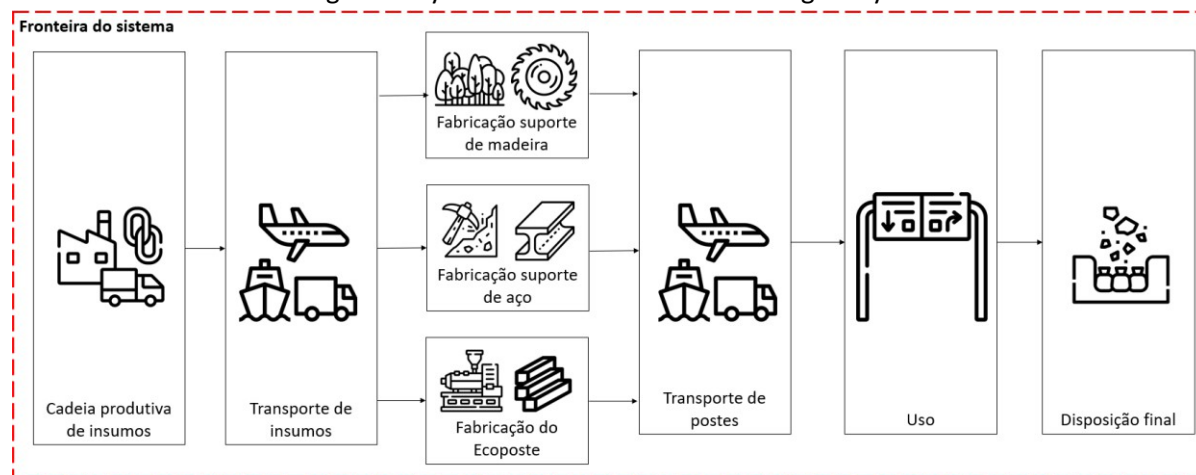 Fronteira do sistema
Cadeia produtiva
de insumos
Transporte de
insumos
Fabricação suporte
de madeira
Fabricação suporte
de aço
Fabricação do
Ecoposte
Transporte de
postes
Uso
Disposição final